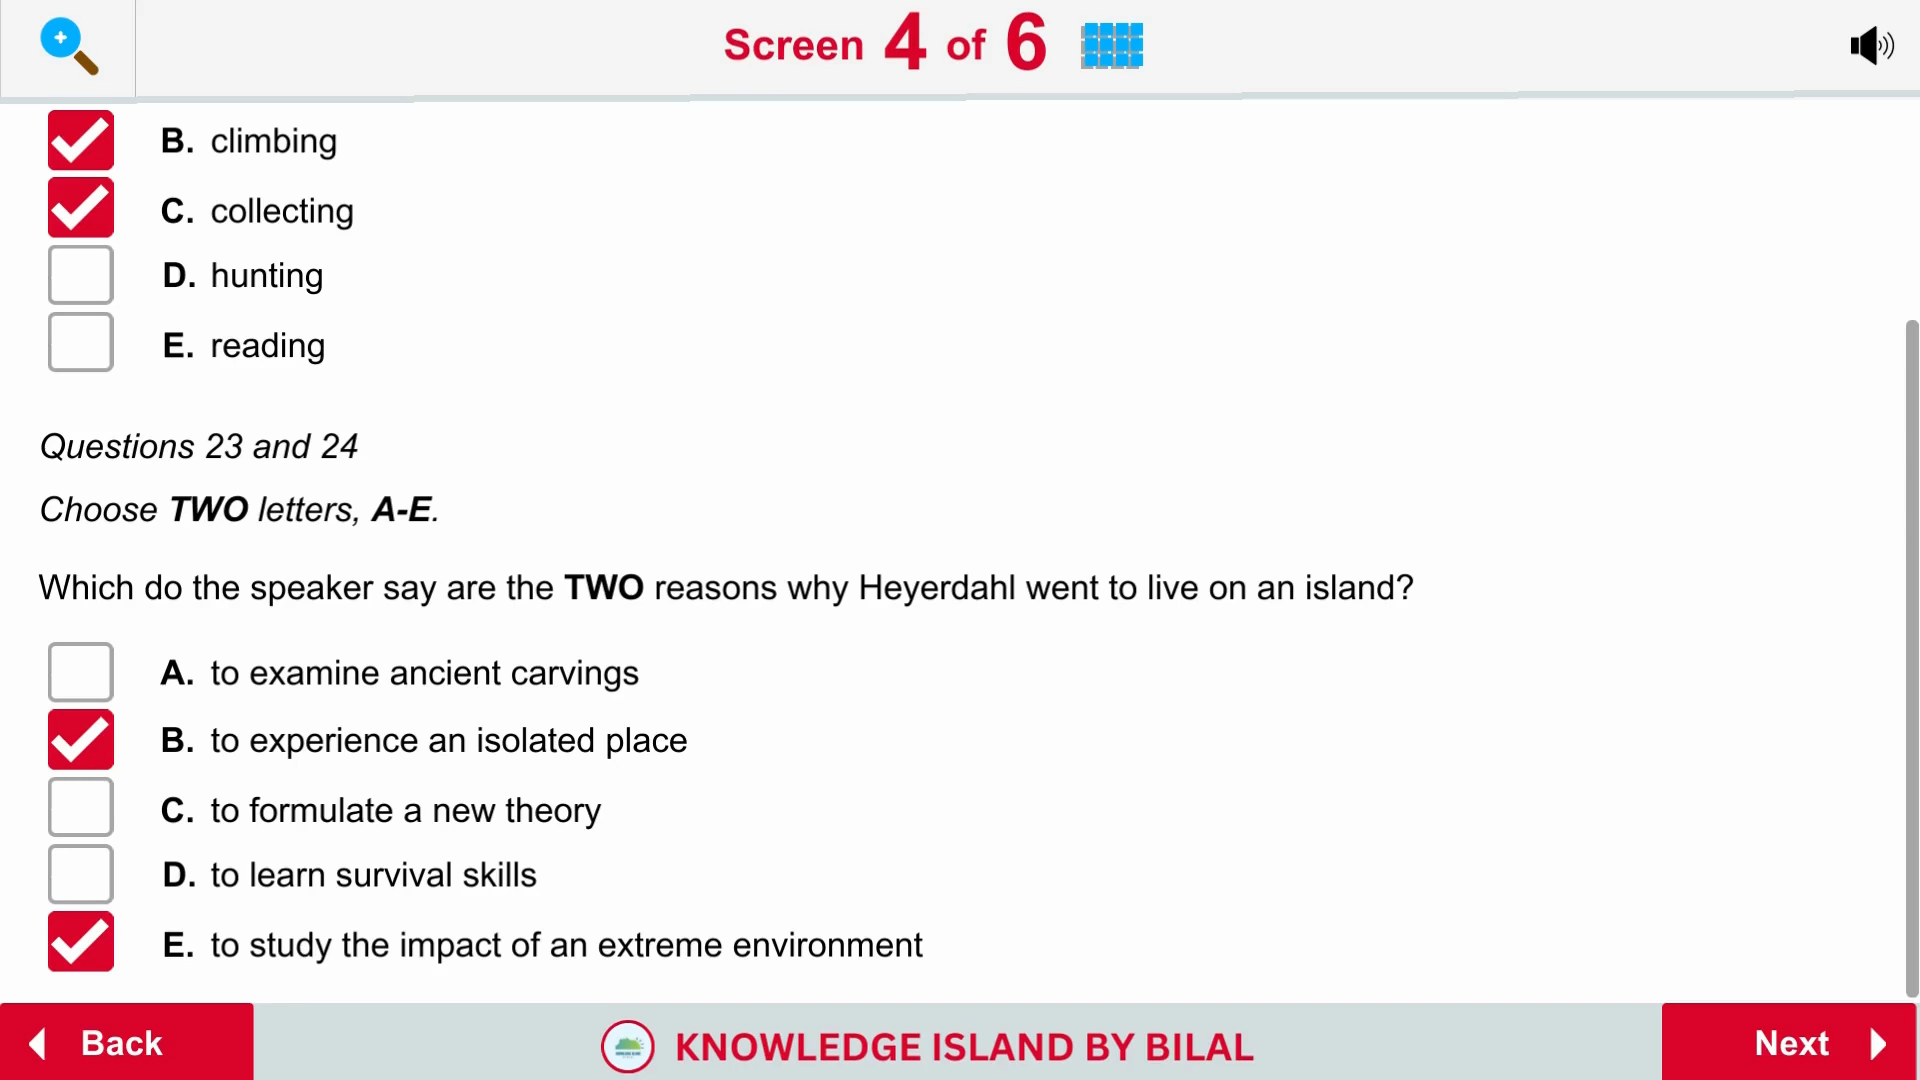 Screen 4 of 6
B. climbing
C. collecting
D. hunting
E. reading
Questions 23 and 24
Choose TWO letters, A-E.
Which do the speaker say are the TWO reasons why Heyerdahl went to live on an island?
A. to examine ancient carvings
B. to experience an isolated place
C. to formulate a new theory
D. to learn survival skills
E. to study the impact of an extreme environment
Back
KNOWLEDGE ISLAND BY BILAL
Next